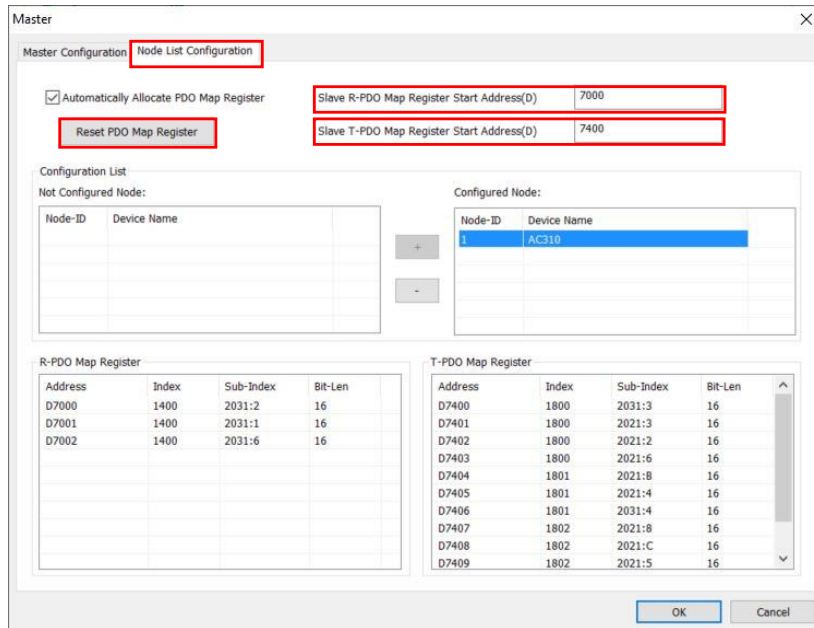 Master
Master Configuration Node List Configuration
Automatically Allocate PDO Map Register Slave R-PDO Map Register Start Address(D) 7000
Reset PDO Map Register Slave T-PDO Map Register Start Address(D) 7400
Configuration List
Not Configured Node: Configured Node:
Node-ID Device Name Node-ID Device Name
+ 1 AC310
-
R-PDO Map Register T-PDO Map Register
Address Index Sub-Index Bit-Len Address Index Sub-Index Bit-Len
D7000 1400 2031:2 16 D7400 1800 2031:3 16
D7001 1400 2031:1 16 D7401 1800 2021:3 16
D7002 1400 2031:6 16 D7402 1800 2021:2 16
D7403 1800 2021:6 16
D7404 1801 2021:B 16
D7405 1801 2021:4 16
D7406 1801 2031:4 16
D7407 1802 2021:8 16
D7408 1802 2021:C 16
D7409 1802 2021:5 16
OK Cancel